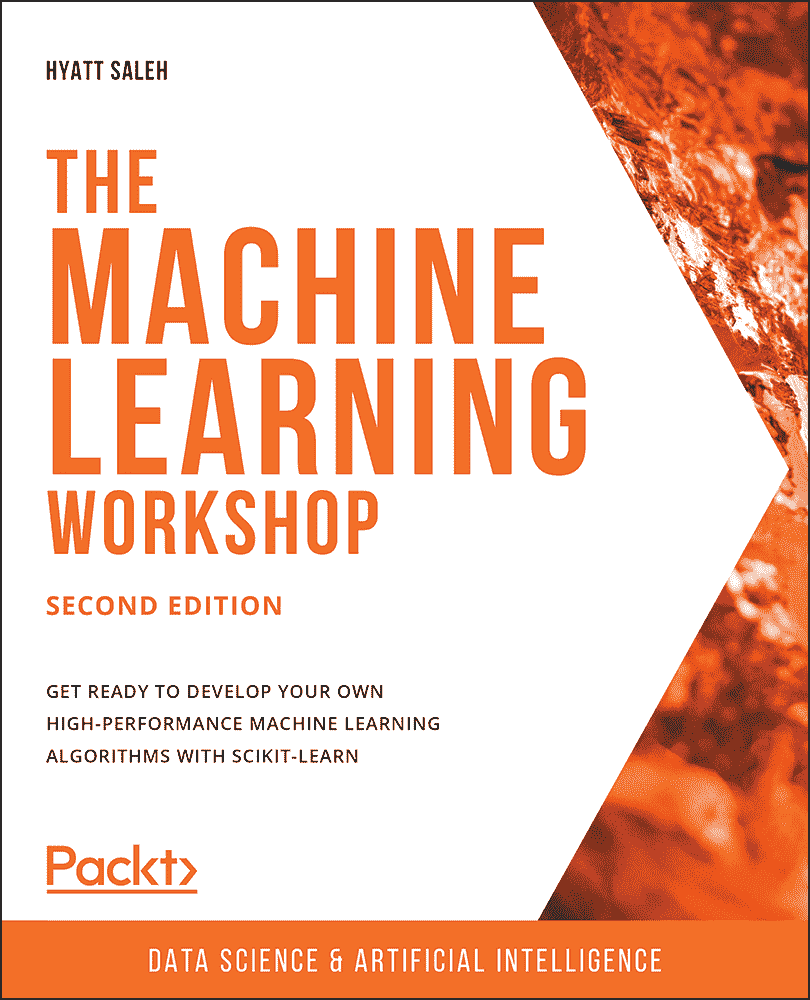 HYATT SALEH
THE
MACHINE
LEARNING
WORKSHOP
SECOND EDITION
GET READY TO DEVELOP YOUR OWN
HIGH-PERFORMANCE MACHINE LEARNING
ALGORITHMS WITH SCIKIT-LEARN
Packt>
DATA SCIENCE & ARTIFICIAL INTELLIGENCE